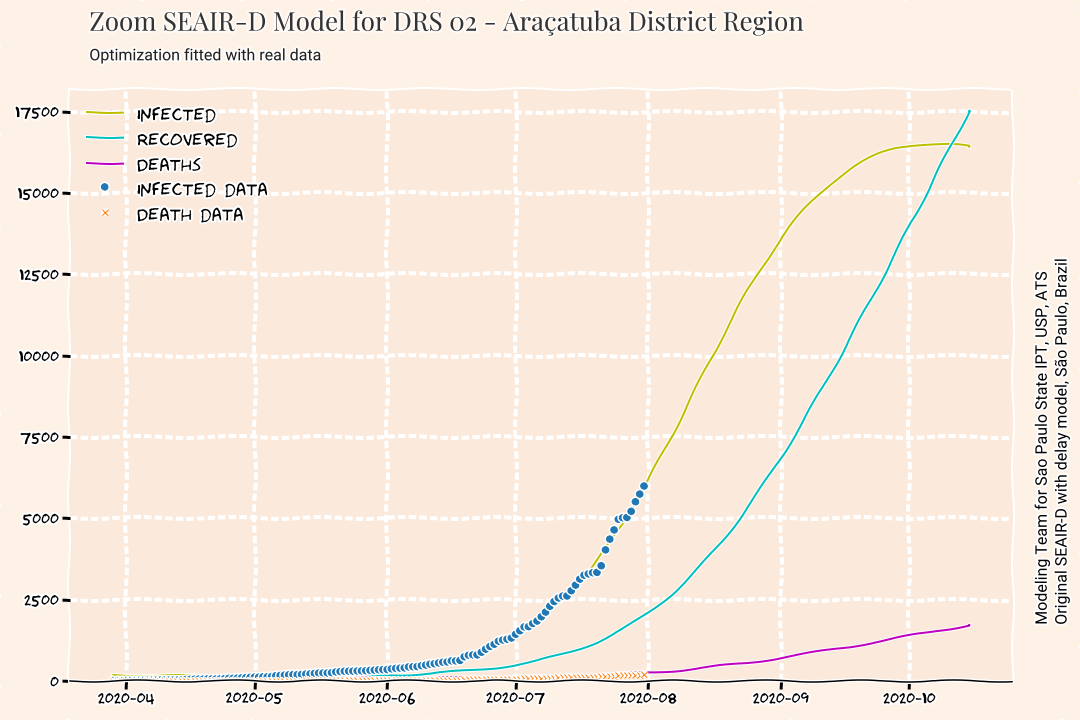 Zoom SEAIR-D Model for DRS 02 - Araçatuba District Region
Optimization fitted with real data
INFECTED
RECOVERED
DEATHS
INFECTED DATA
DEATH DATA
17500
15000
12500
10000
7500
5000
2500
0
2020-04
2020-05
2020-06
2020-07
2020-08
2020-09
2020-10
Modeling Team for Sao Paulo State IPT, USP, ATS
Original SEAIR-D with delay model, São Paulo, Brazil